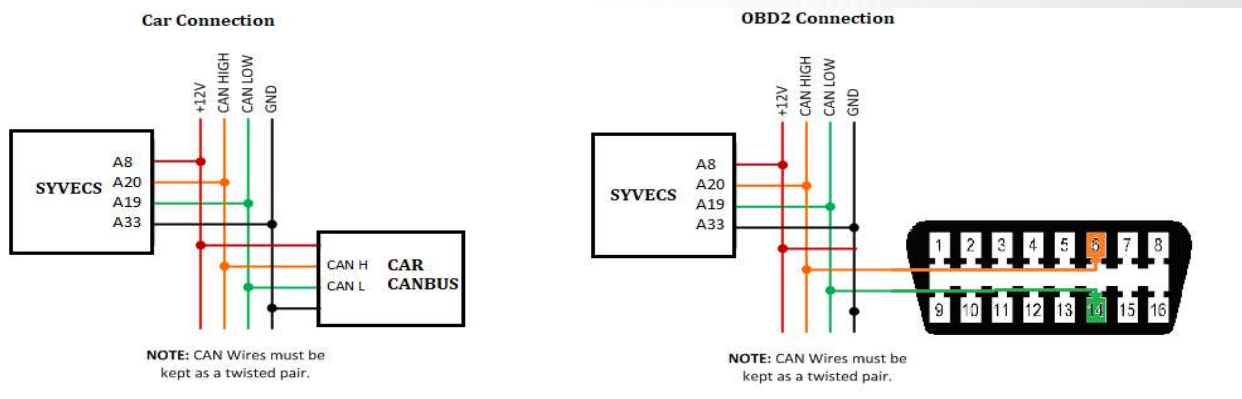 Car Connection
+12V
CAN HIGH
CAN LOW
GND
SYVECS
A8
A20
A19
A33
CAN H
CAN L
CAR
CANBUS
NOTE: CAN Wires must be
kept as a twisted pair.
OBD2 Connection
+12V
CAN HIGH
CAN LOW
GND
SYVECS
A8
A20
A19
A33
1 2 3 4 5 6 7 8
9 10 11 12 13 14 15 16
NOTE: CAN Wires must be
kept as a twisted pair.